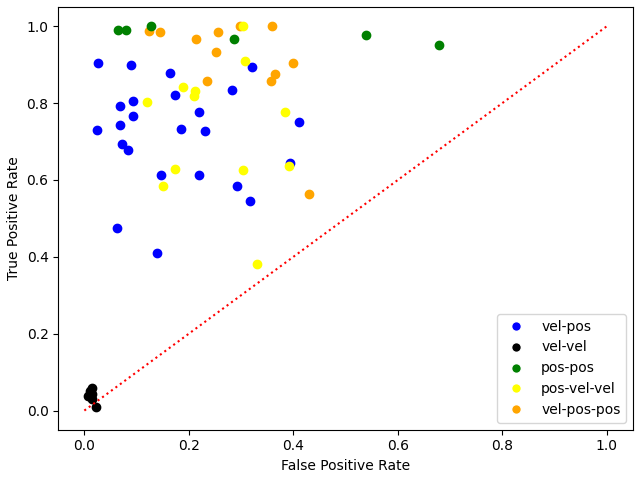 1.0
0.8
0.6
0.4
0.2
0.0
True Positive Rate
0.0 0.2 0.4 0.6 0.8 1.0
False Positive Rate
vel-pos
vel-vel
pos-pos
pos-vel-vel
vel-pos-pos